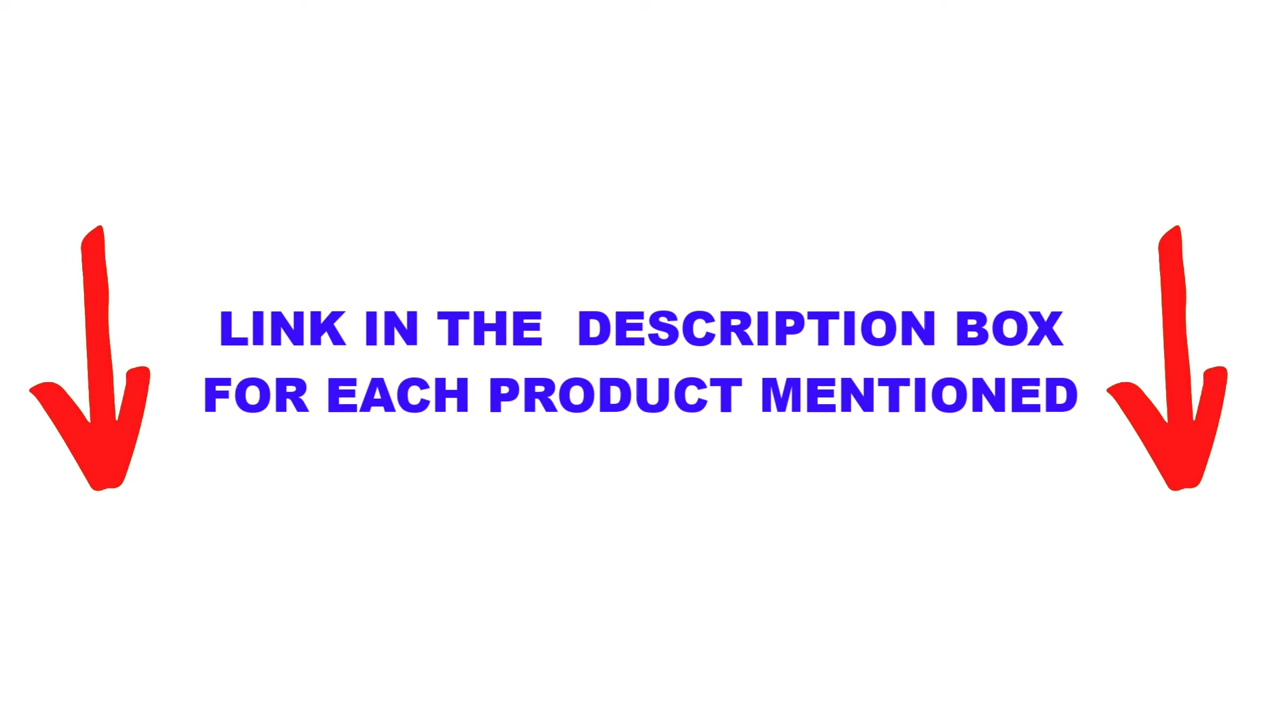 LINK IN THE  DESCRIPTION BOX
FOR EACH PRODUCT MENTIONED